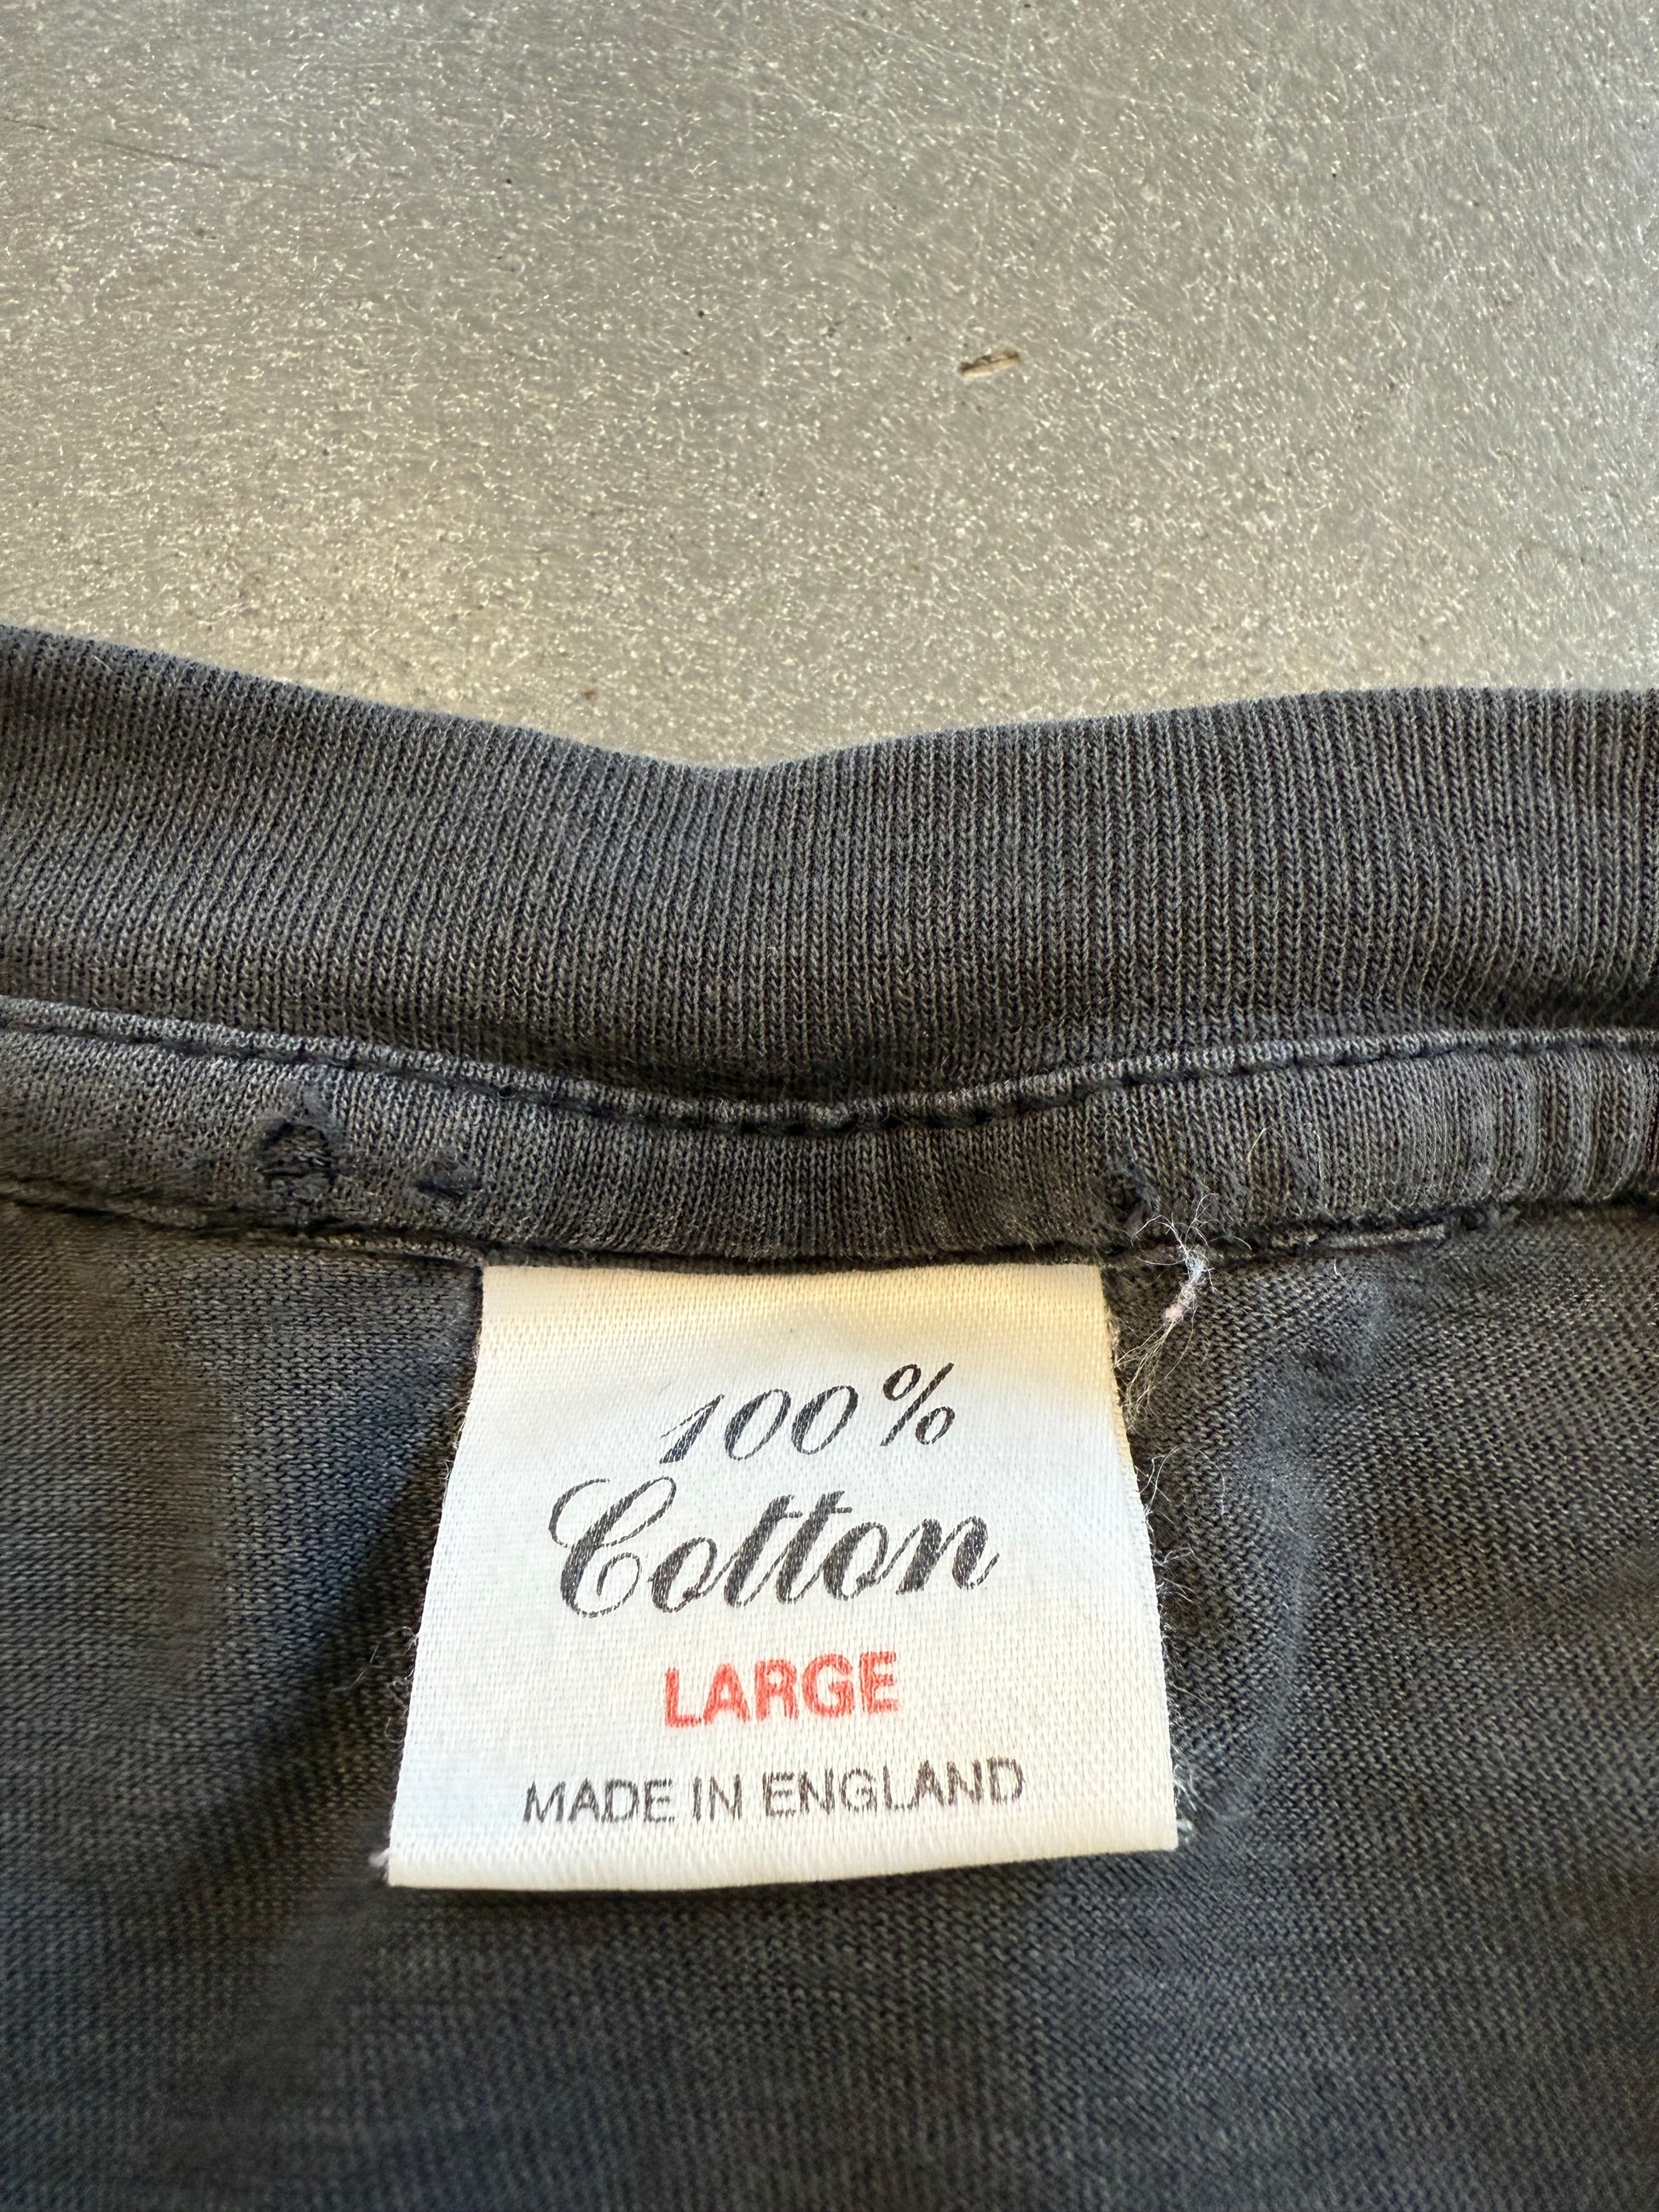 100%
Cotton
LARGE
MADE IN ENGLAND